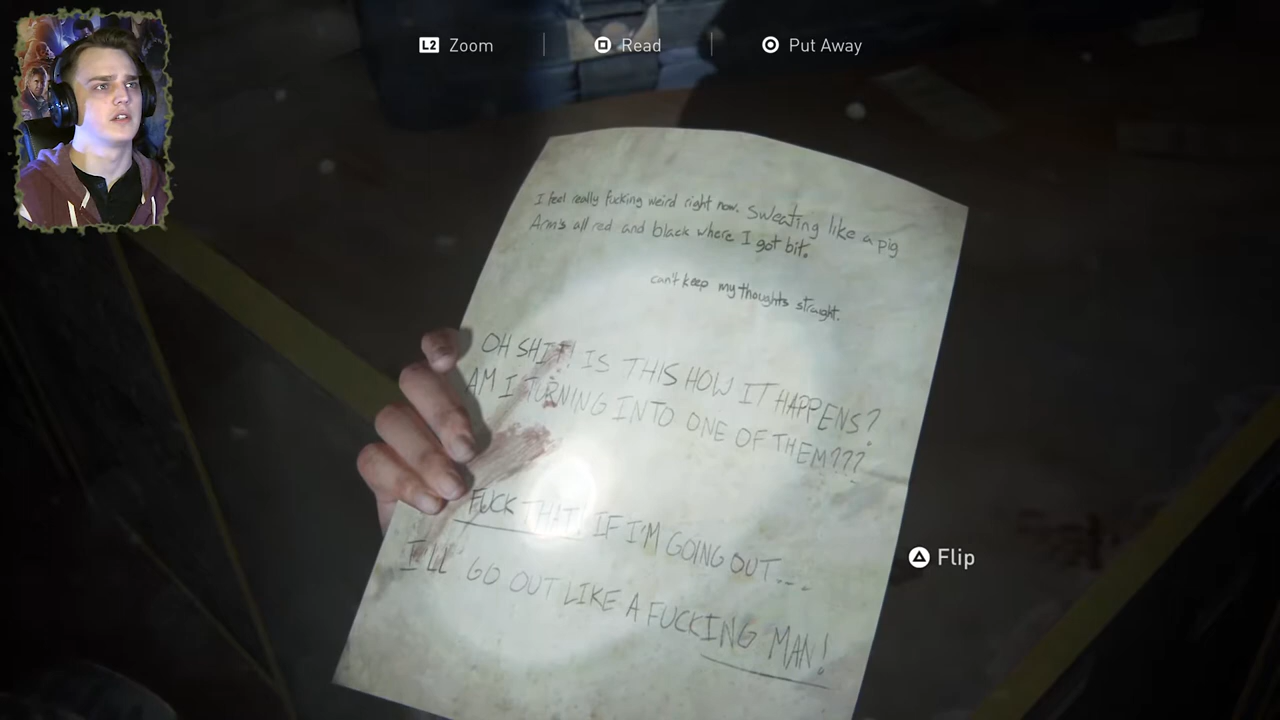 L2 Zoom Read Put Away
I feel really fucking weird right now. Sweating like a pig
Arm's all red and black where I got bit.
can't keep my thoughts straight.
OH SHIT! IS THIS HOW IT HAPPENS?
AM I TURNING INTO ONE OF THEM???
FUCK THAT! IF I'M GOING OUT...
I'LL GO OUT LIKE A FUCKING MAN!
Flip